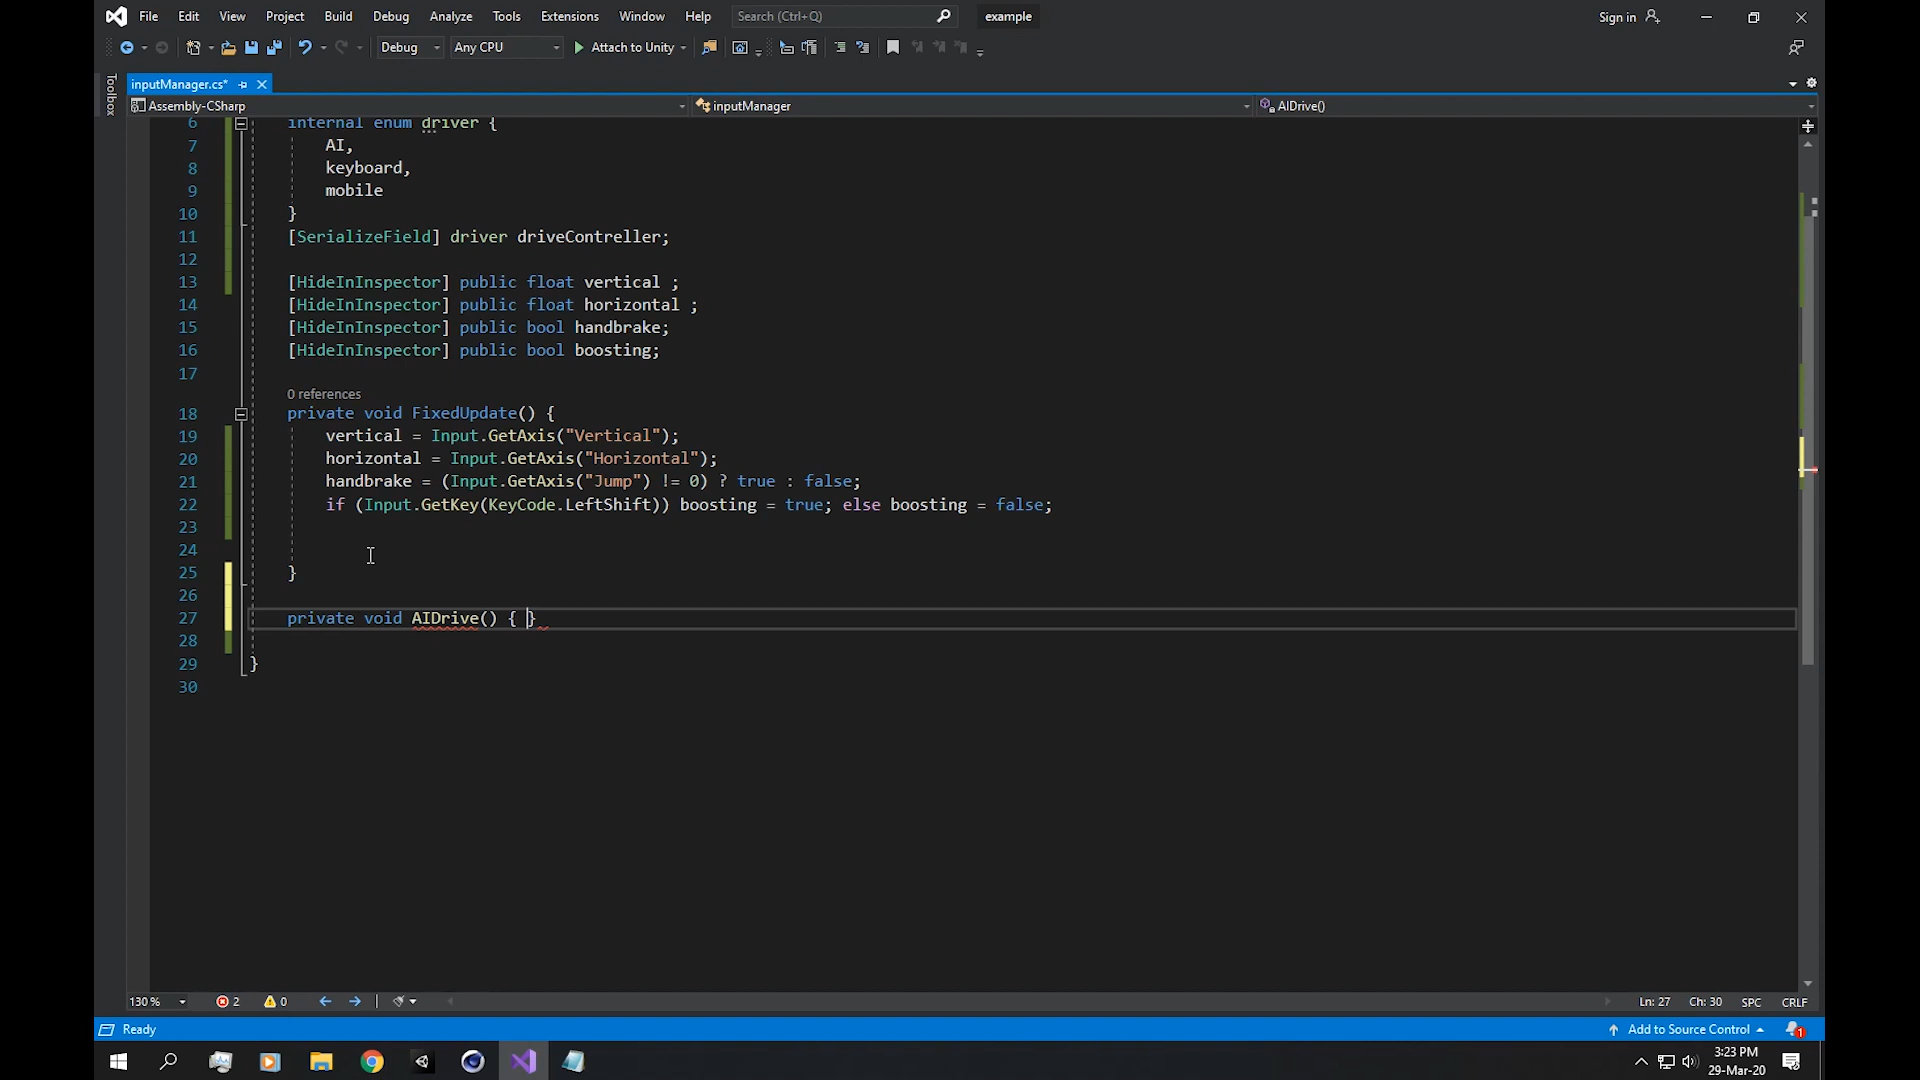 File Edit View Project Build Debug Analyze Tools Extensions Window Help Search (Ctrl+Q) example Sign in
Debug Any CPU Attach to Unity
Toolbox
inputManager.cs*
Assembly-CSharp inputManager AIDrive()
6 internal enum driver {
7 AI,
8 keyboard,
9 mobile
10 }
11 [SerializeField] driver driveContreller;
12
13 [HideInInspector] public float vertical ;
14 [HideInInspector] public float horizontal ;
15 [HideInInspector] public bool handbrake;
16 [HideInInspector] public bool boosting;
17
0 references
18 private void FixedUpdate() {
19 vertical = Input.GetAxis("Vertical");
20 horizontal = Input.GetAxis("Horizontal");
21 handbrake = (Input.GetAxis("Jump") != 0) ? true : false;
22 if (Input.GetKey(KeyCode.LeftShift)) boosting = true; else boosting = false;
23
24
25 }
26
27 private void AIDrive() { }
28
29 }
30
130 % 2 0 Ln: 27 Ch: 30 SPC CRLF
Ready Add to Source Control 1
3:23 PM
29-Mar-20